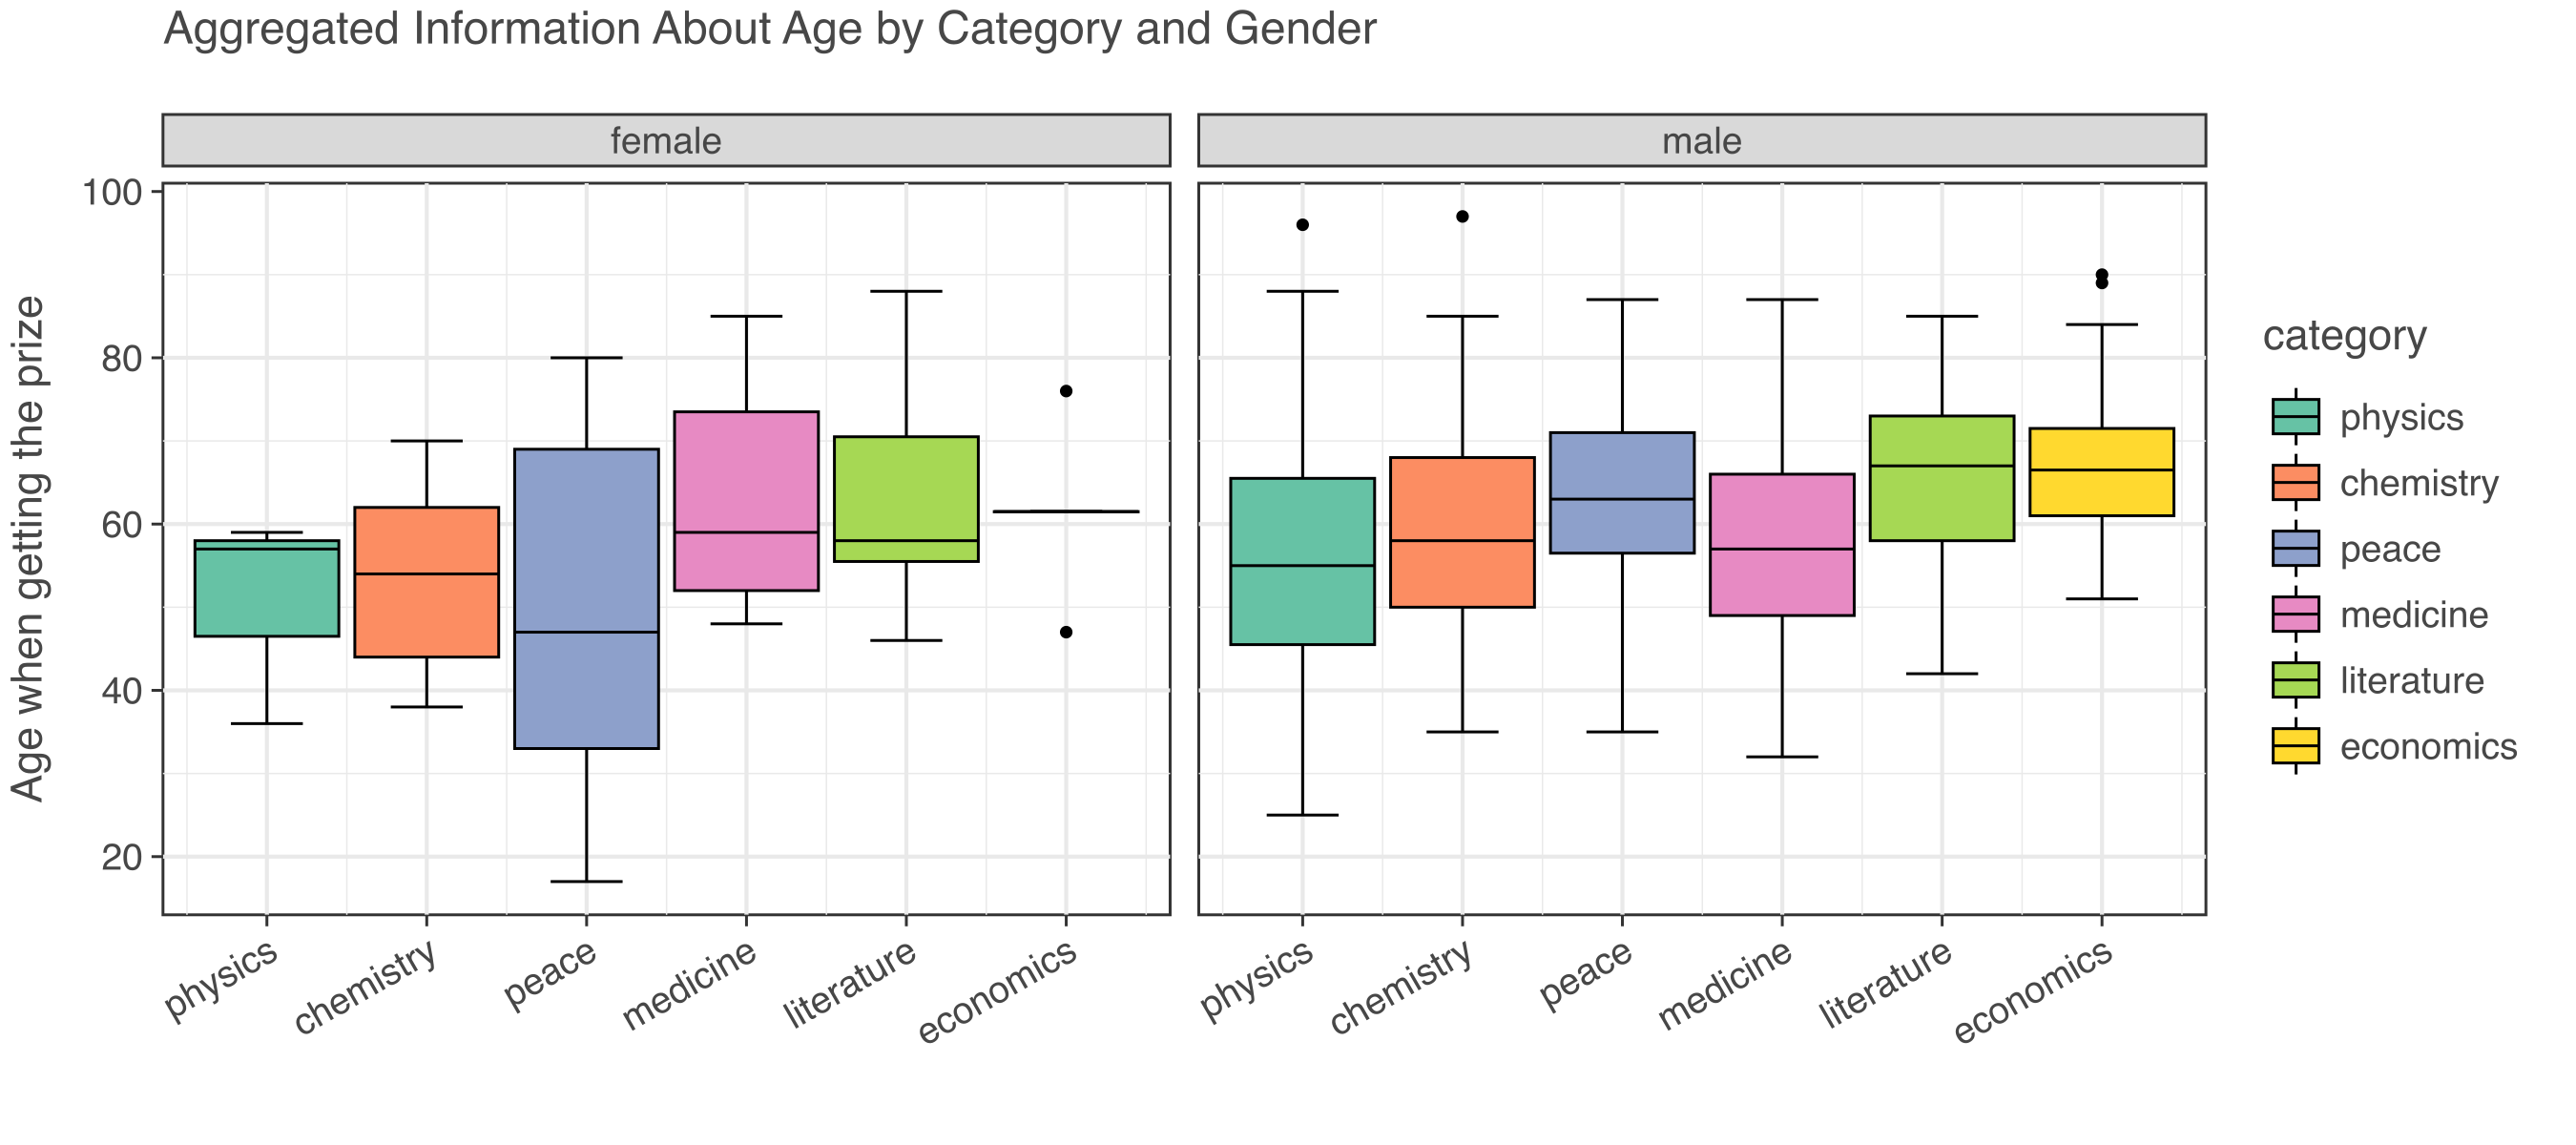 Aggregated Information About Age by Category and Gender
female
male
Age when getting the prize
100
80
60
40
20
physics
chemistry
peace
medicine
literature
economics
physics
chemistry
peace
medicine
literature
economics
category
physics
chemistry
peace
medicine
literature
economics